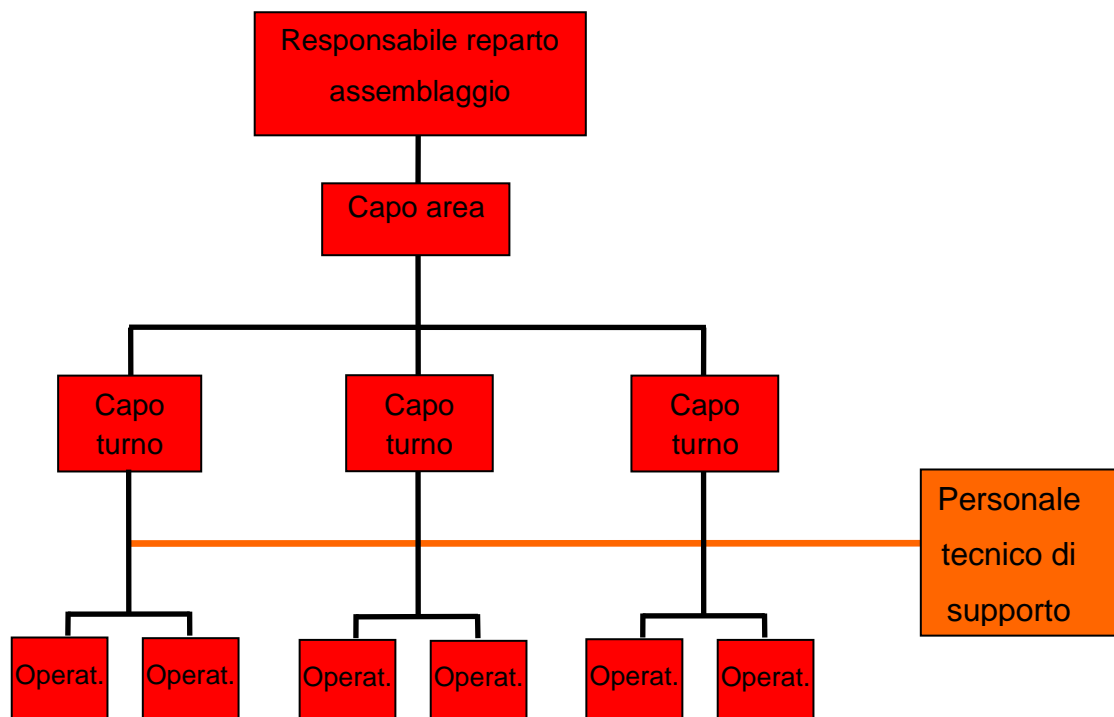 Responsabile reparto
assemblaggio
Capo area
Capo
turno
Capo
turno
Capo
turno
Personale
tecnico di
supporto
Operat.
Operat.
Operat.
Operat.
Operat.
Operat.